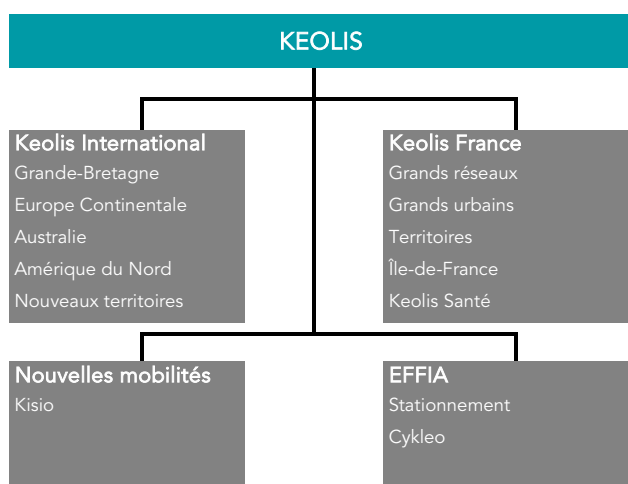 KEOLIS
Keolis International
Grande-Bretagne
Europe Continentale
Australie
Amérique du Nord
Nouveaux territoires
Keolis France
Grands réseaux
Grands urbains
Territoires
Île-de-France
Keolis Santé
Nouvelles mobilités
Kisio
EFFIA
Stationnement
Cykleo